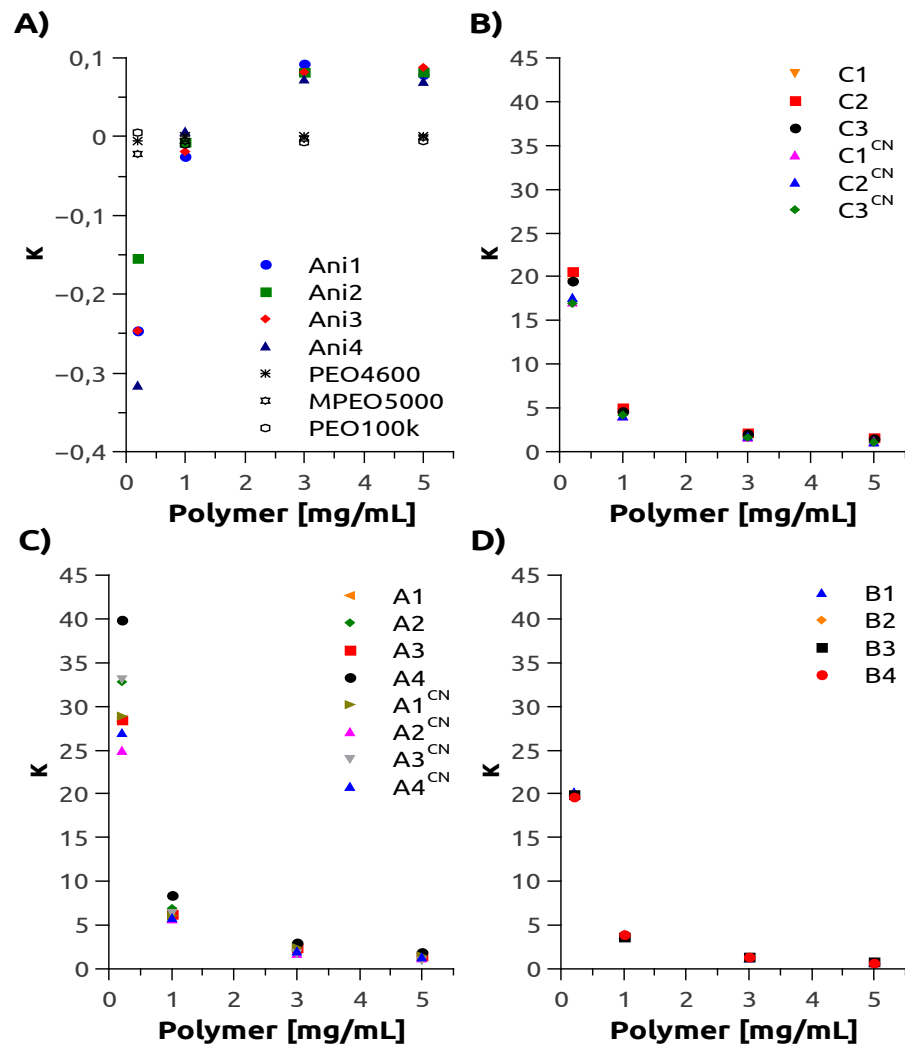 A)
0,1
0
−0,1
−0,2
−0,3
−0,4
K
Ani1
Ani2
Ani3
Ani4
PEO4600
MPEO5000
PEO100k
0 1 2 3 4 5
Polymer [mg/mL]
B)
45
40
35
30
25
20
15
10
5
0
K
C1
C2
C3
C1CN
C2CN
C3CN
0 1 2 3 4 5
Polymer [mg/mL]
C)
45
40
35
30
25
20
15
10
5
0
K
A1
A2
A3
A4
A1CN
A2CN
A3CN
A4CN
0 1 2 3 4 5
Polymer [mg/mL]
D)
45
40
35
30
25
20
15
10
5
0
K
B1
B2
B3
B4
0 1 2 3 4 5
Polymer [mg/mL]